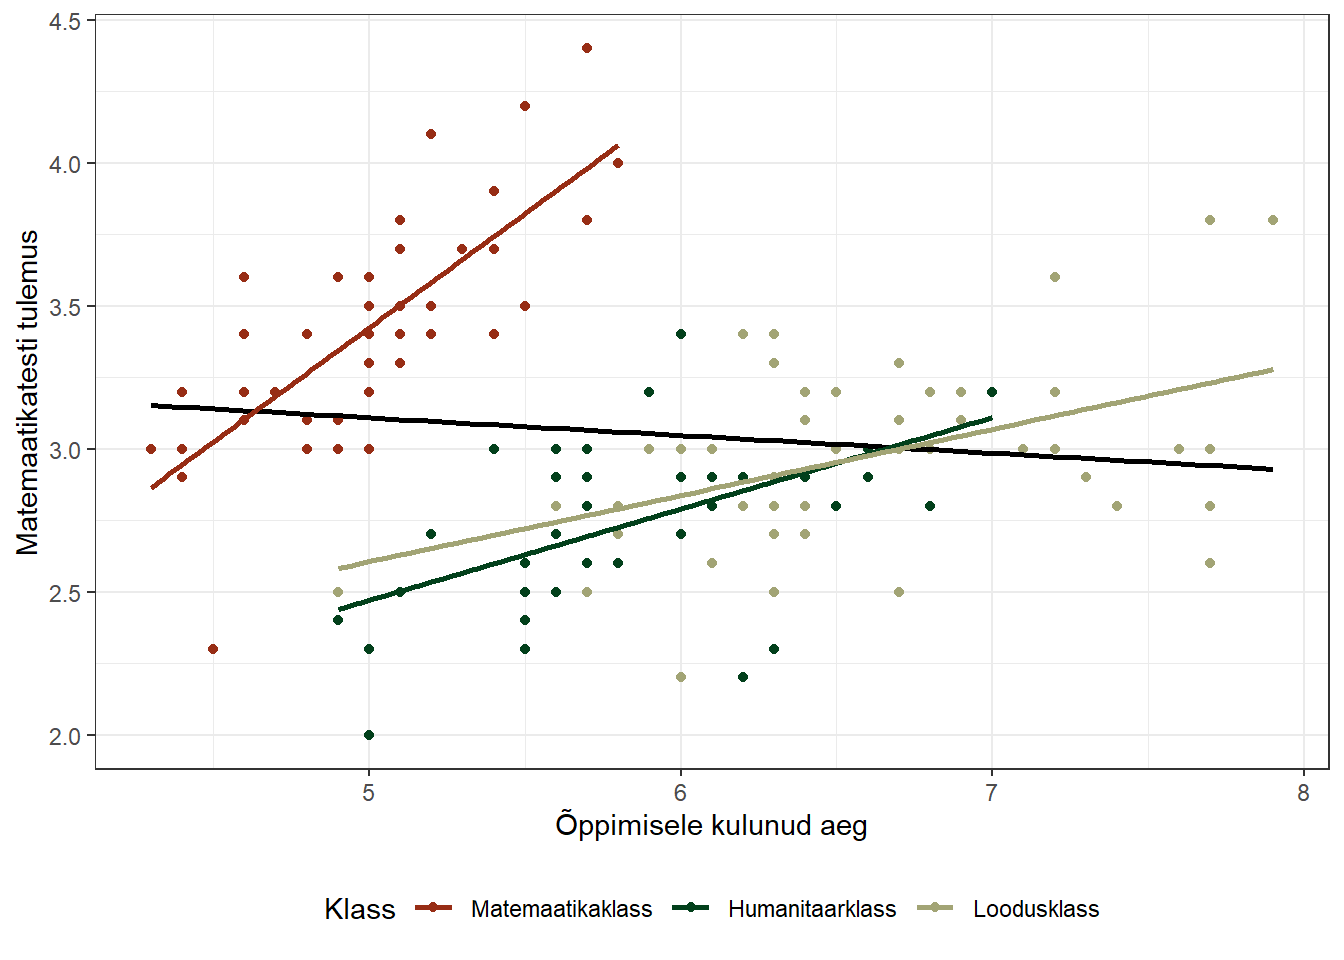 4.5
4.0
3.5
3.0
2.5
2.0
Matemaatikatesti tulemus
5 6 7 8
Õppimisele kulunud aeg
Klass Matemaatikaklass Humanitaarklass Loodusklass